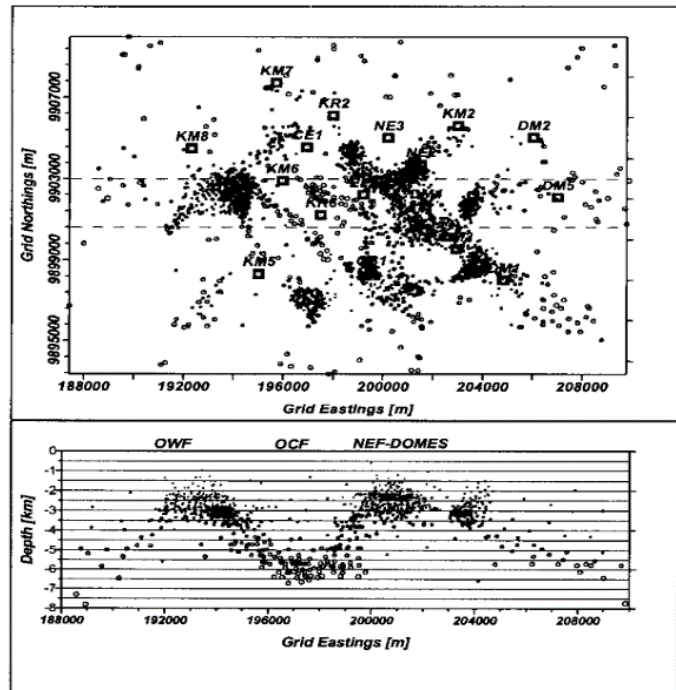 KM7
9907000
KR2
KM2
KM8
CE1
NE3
DM2
9903000
KM6
DM5
KR6
Grid Northings [m]
9899000
KM5
9895000
188000 192000 196000 200000 204000 208000
Grid Eastings [m]
OWF OCF NEF-DOMES
0
-1
-2
-3
Depth [km]
-4
-5
-6
-7
-8
188000 192000 196000 200000 204000 208000
Grid Eastings [m]